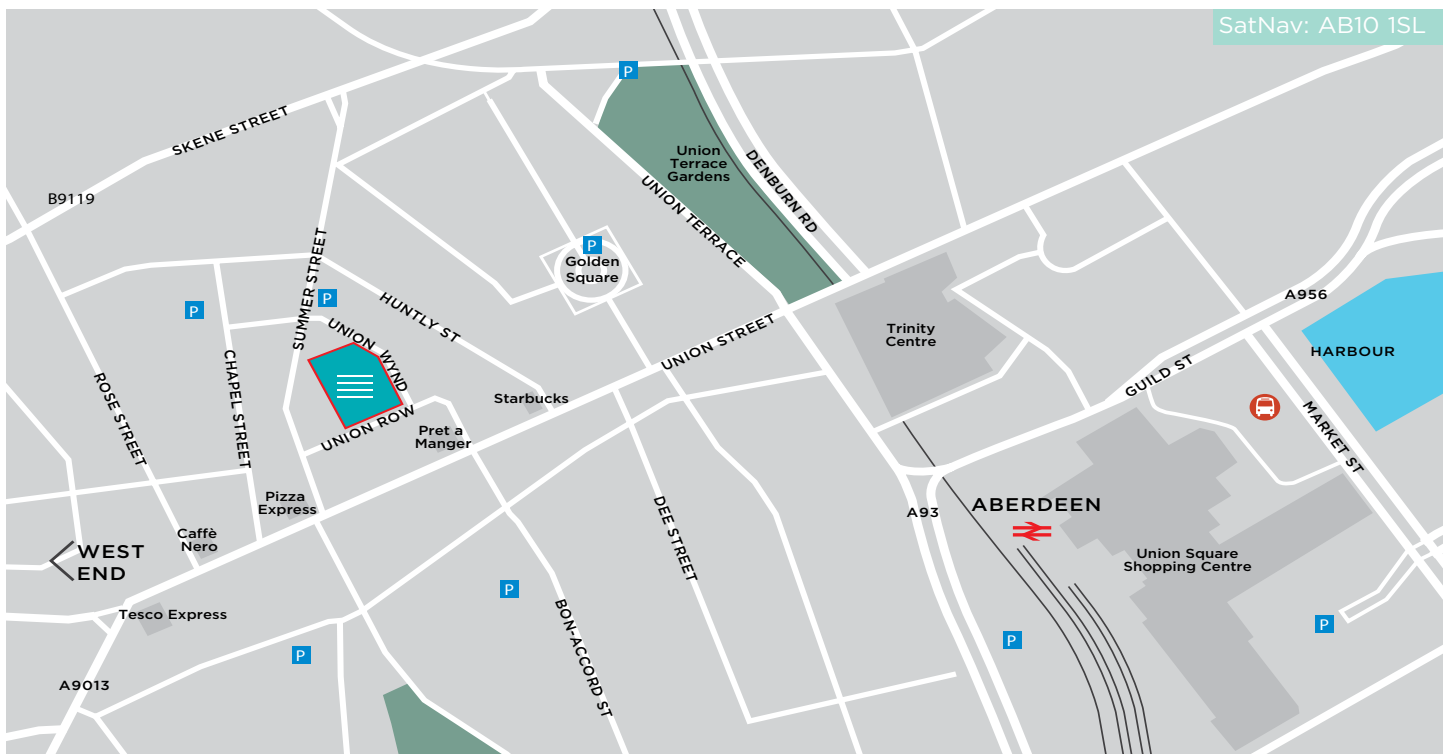 SatNav: AB10 1SL
P
SKENE STREET
Union
Terrace
Gardens
DENBURN RD
B9119
UNION TERRACE
P
Golden
Square
SUMMER STREET
P
P
HUNTLY ST
A956
UNION WYND
UNION STREET
Trinity
Centre
HARBOUR
CHAPEL STREET
ROSE STREET
GUILD ST
Starbucks
UNION ROW
Pret a
Manger
MARKET ST
Pizza
Express
DEE STREET
A93
ABERDEEN
Caffè
Nero
WEST
END
Union Square
Shopping Centre
P
Tesco Express
BON-ACCORD ST
P
P
P
A9013